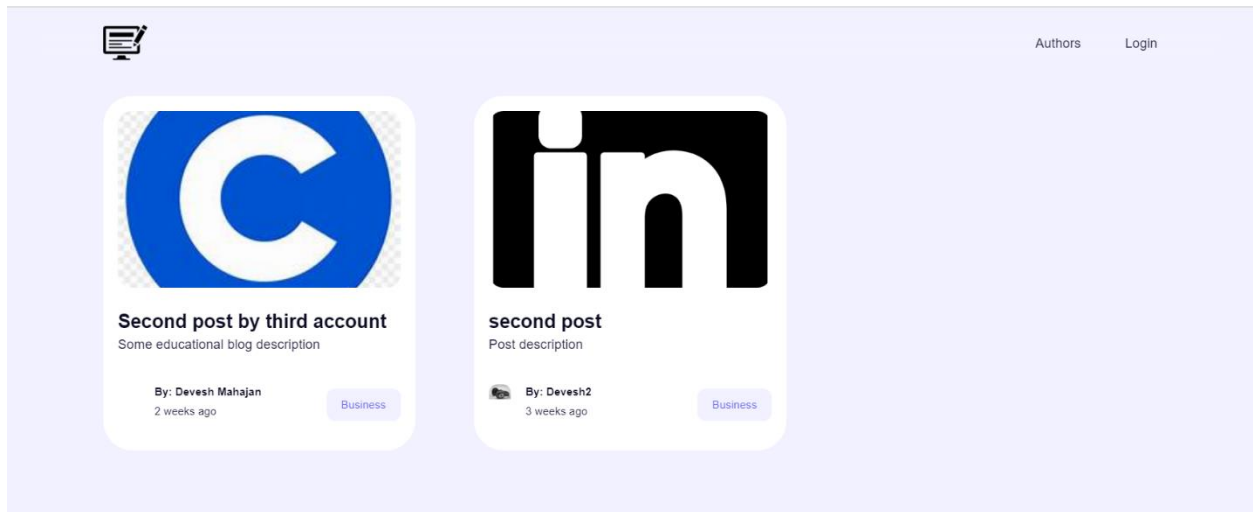 Authors Login
C
in
Second post by third account
Some educational blog description
By: Devesh Mahajan
2 weeks ago
Business
second post
Post description
By: Devesh2
3 weeks ago
Business